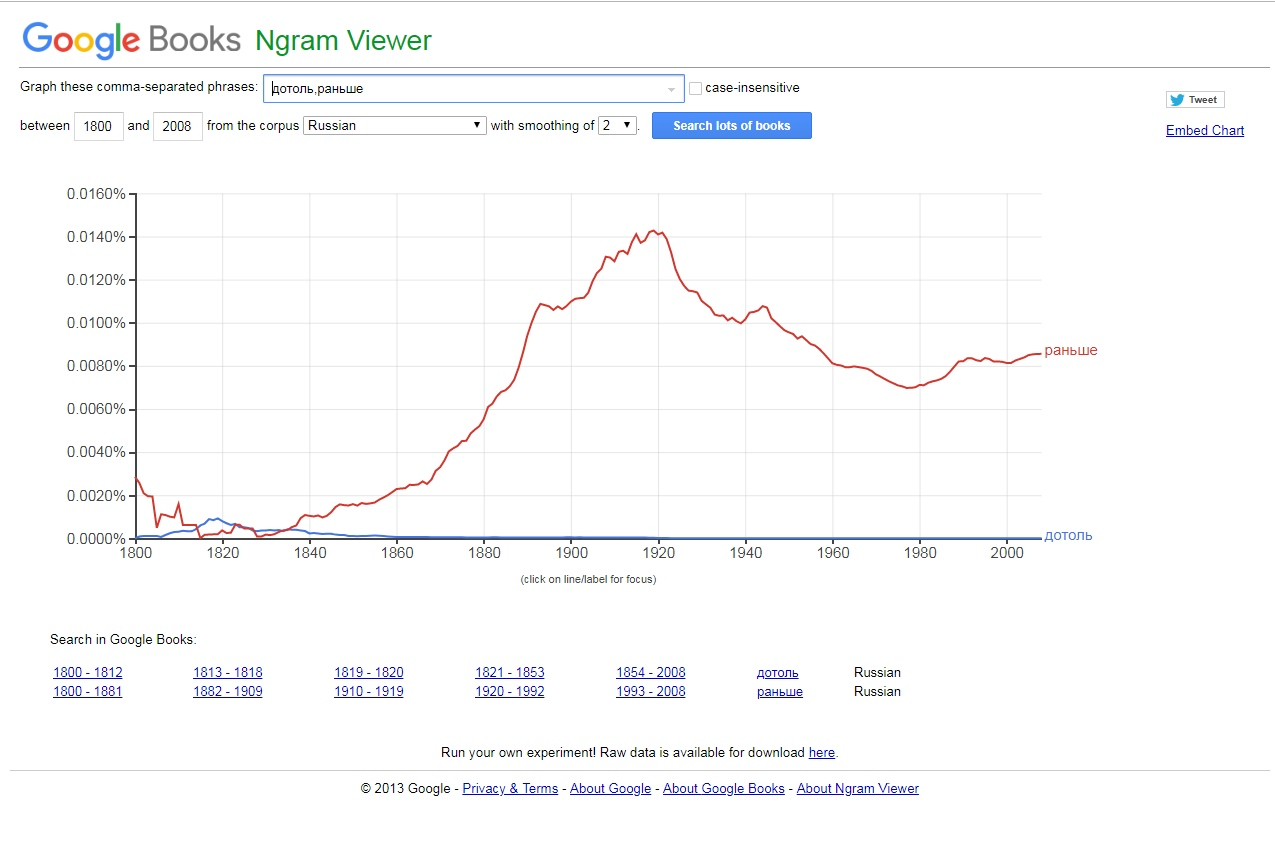 Google Books Ngram Viewer
Graph these comma-separated phrases: дотоль,раньше case-insensitive
Tweet
between 1800 and 2008 from the corpus Russian with smoothing of 2 . Search lots of books
Embed Chart
0.0160%
0.0140%
0.0120%
0.0100%
0.0080%
раньше
0.0060%
0.0040%
0.0020%
0.0000%
дотоль
1800 1820 1840 1860 1880 1900 1920 1940 1960 1980 2000
(click on line/label for focus)
Search in Google Books:
1800 - 1812 1813 - 1818 1819 - 1820 1821 - 1853 1854 - 2008 дотоль Russian
1800 - 1881 1882 - 1909 1910 - 1919 1920 - 1992 1993 - 2008 раньше Russian
Run your own experiment! Raw data is available for download here.
© 2013 Google - Privacy & Terms - About Google - About Google Books - About Ngram Viewer